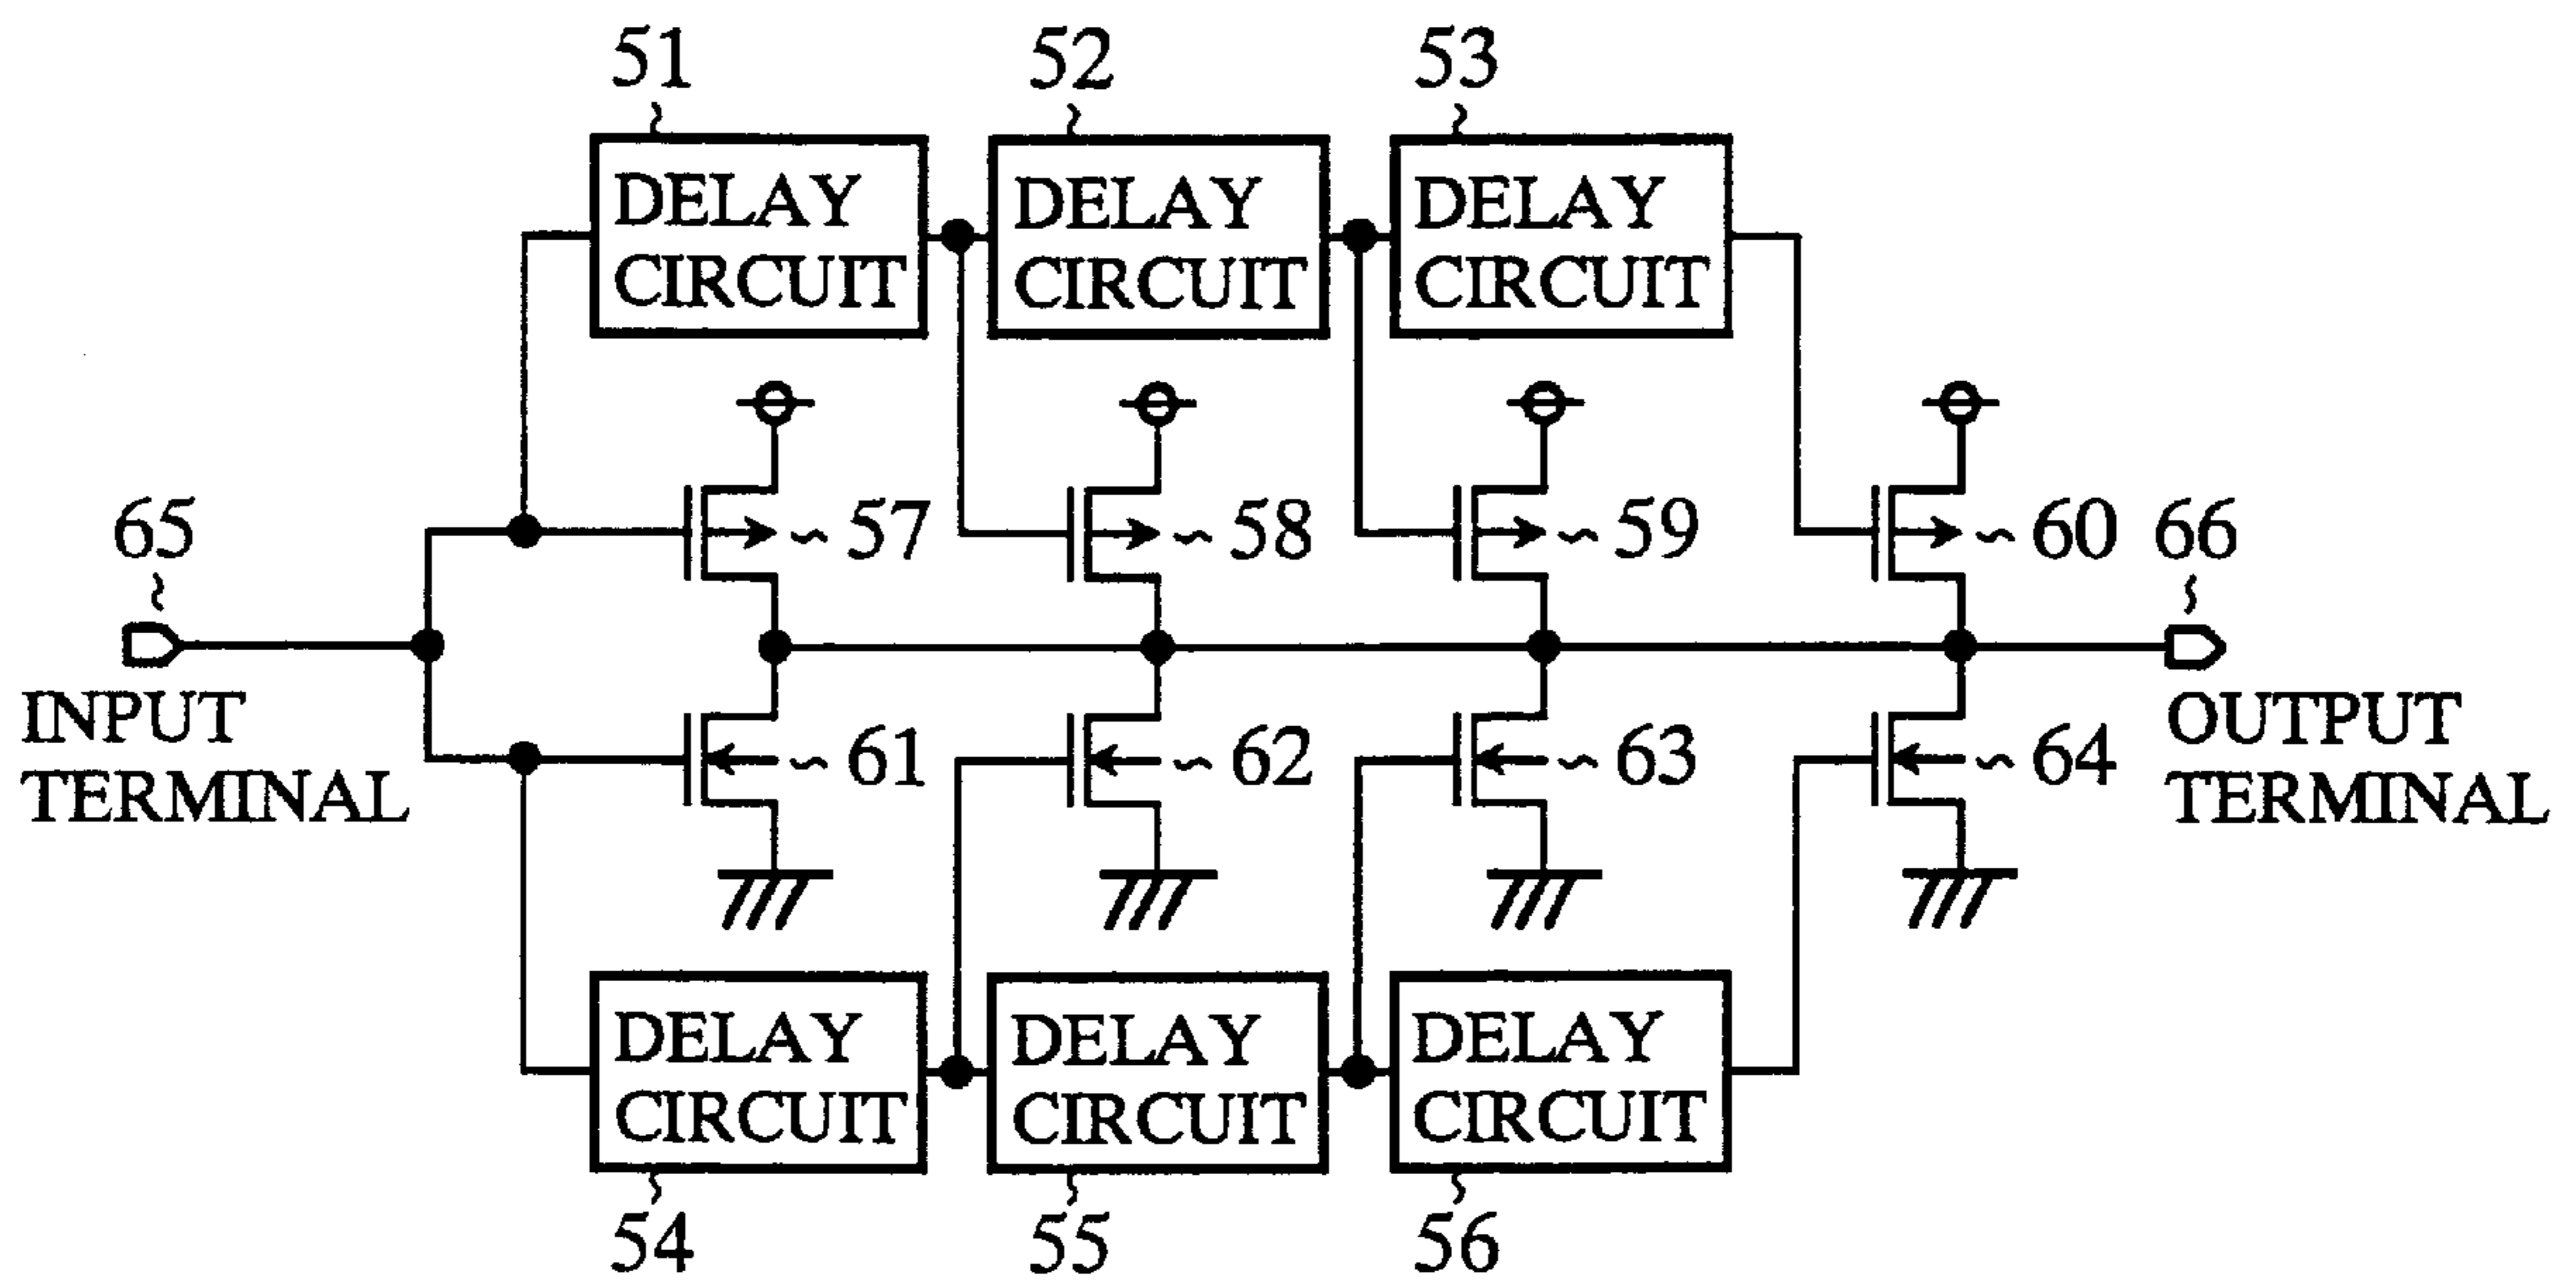 51 52 53
DELAY DELAY DELAY
CIRCUIT CIRCUIT CIRCUIT
65 57 58 59 60 66
INPUT
TERMINAL
61 62 63 64
OUTPUT
TERMINAL
DELAY DELAY DELAY
CIRCUIT CIRCUIT CIRCUIT
54 55 56